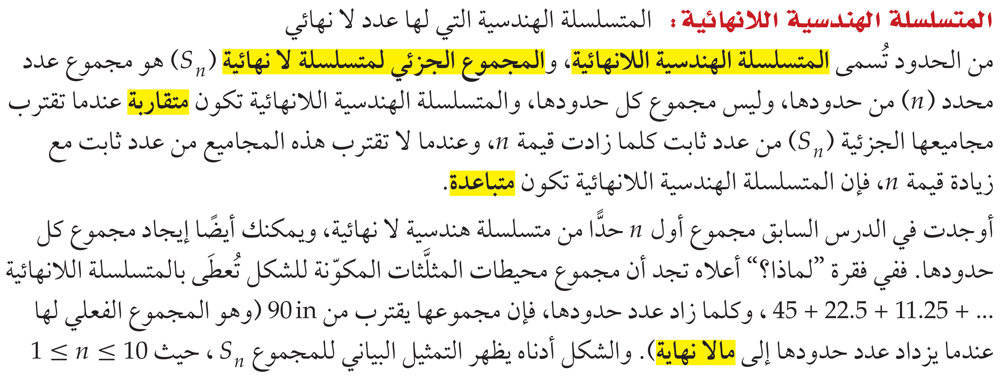 المتسلسلة الهندسية اللانهائية: المتسلسلة الهندسية التي لها عدد لا نهائي
من الحدود تُسمى المتسلسلة الهندسية اللانهائية، والمجموع الجزئي لمتسلسلة لا نهائية (Sn) هو مجموع عدد
محدد (n) من حدودها، وليس مجموع كل حدودها، والمتسلسلة الهندسية اللانهائية تكون متقاربة عندما تقترب
مجاميعها الجزئية (Sn) من عدد ثابت كلما زادت قيمة n، وعندما لا تقترب هذه المجاميع من عدد ثابت مع
زيادة قيمة n، فإن المتسلسلة الهندسية اللانهائية تكون متباعدة.
أوجدت في الدرس السابق مجموع أول n حدًّا من متسلسلة هندسية لا نهائية، ويمكنك أيضًا إيجاد مجموع كل
حدودها. ففي فقرة ”لماذا؟“ أعلاه تجد أن مجموع محيطات المثلَّثات المكوّنة للشكل تُعطَى بالمتسلسلة اللانهائية
45 + 22.5 + 11.25 + ... ، وكلما زاد عدد حدودها، فإن مجموعها يقترب من 90 in (وهو المجموع الفعلي لها
عندما يزداد عدد حدودها إلى مالا نهاية). والشكل أدناه يظهر التمثيل البياني للمجموع Sn ، حيث 1 ≤ n ≤ 10